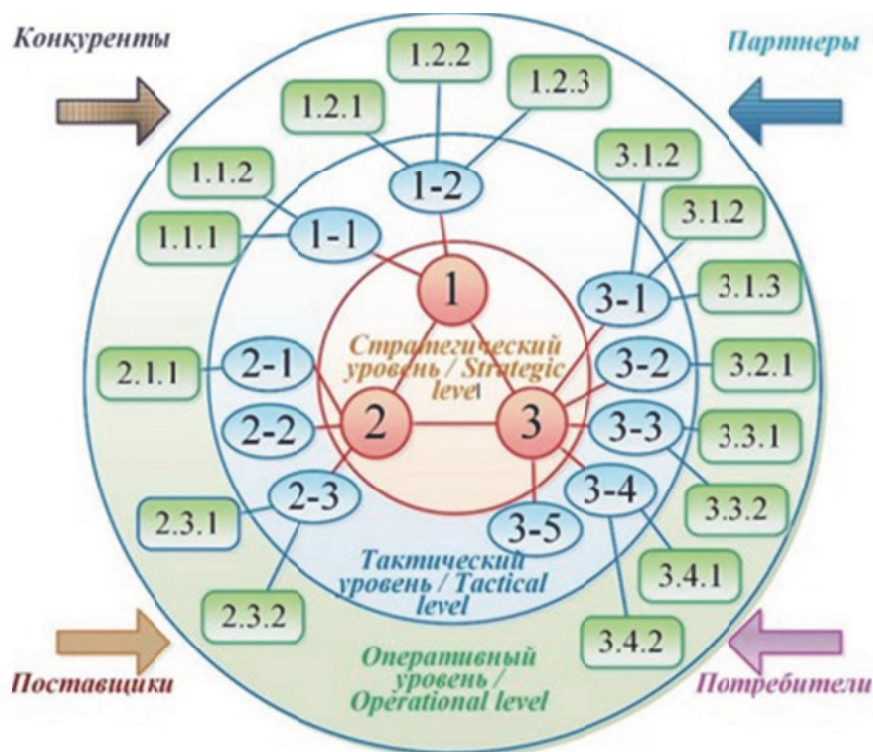 Конкуренты
Партнеры
1.2.2
1.2.1
1.2.3
1.1.2
3.1.2
1-2
1.1.1
1-1
3.1.2
1
3-1
3.1.3
Стратегический
уровень / Strategic
level
2.1.1
2-1
3-2
3.2.1
2-2
2
3
3-3
3.3.1
2-3
3-4
2.3.1
3-5
3.3.2
Тактический
уровень / Tactical
level
3.4.1
2.3.2
3.4.2
Оперативный
уровень /
Operational level
Поставщики
Потребители